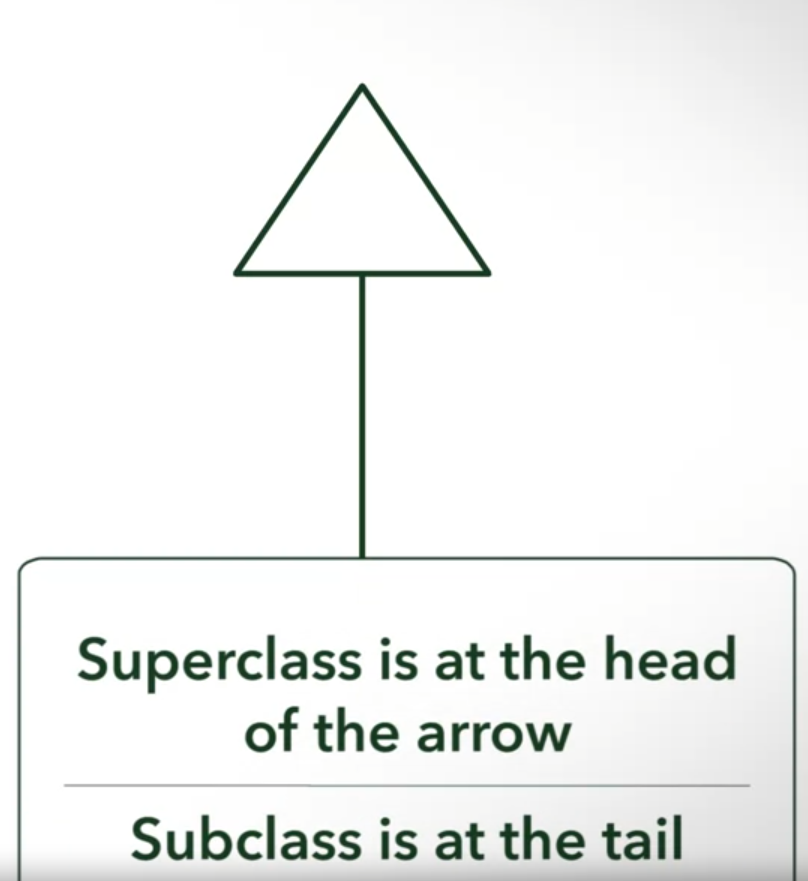 Superclass is at the head
of the arrow
Subclass is at the tail